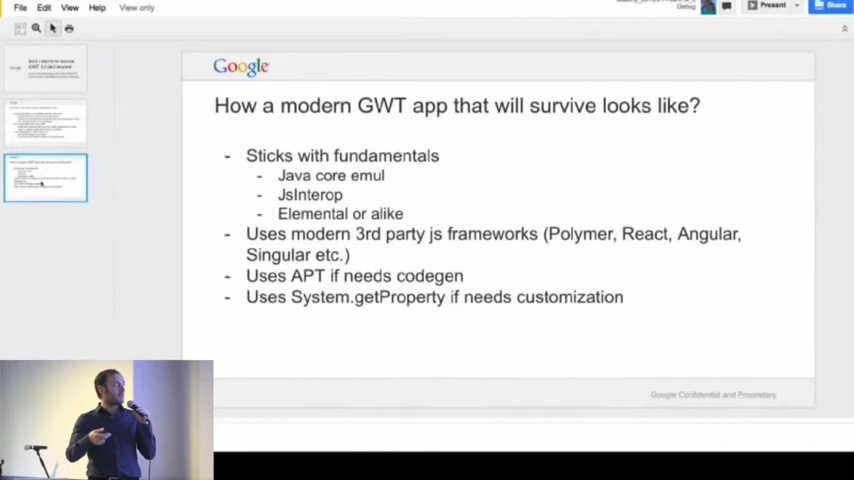 File Edit View Help View only
Debug
Present
Share
Google
How a modern GWT app that will survive looks like?
- Sticks with fundamentals
- Java core emul
- JsInterop
- Elemental or alike
- Uses modern 3rd party js frameworks (Polymer, React, Angular,
Singular etc.)
- Uses APT if needs codegen
- Uses System.getProperty if needs customization
Google Confidential and Proprietary